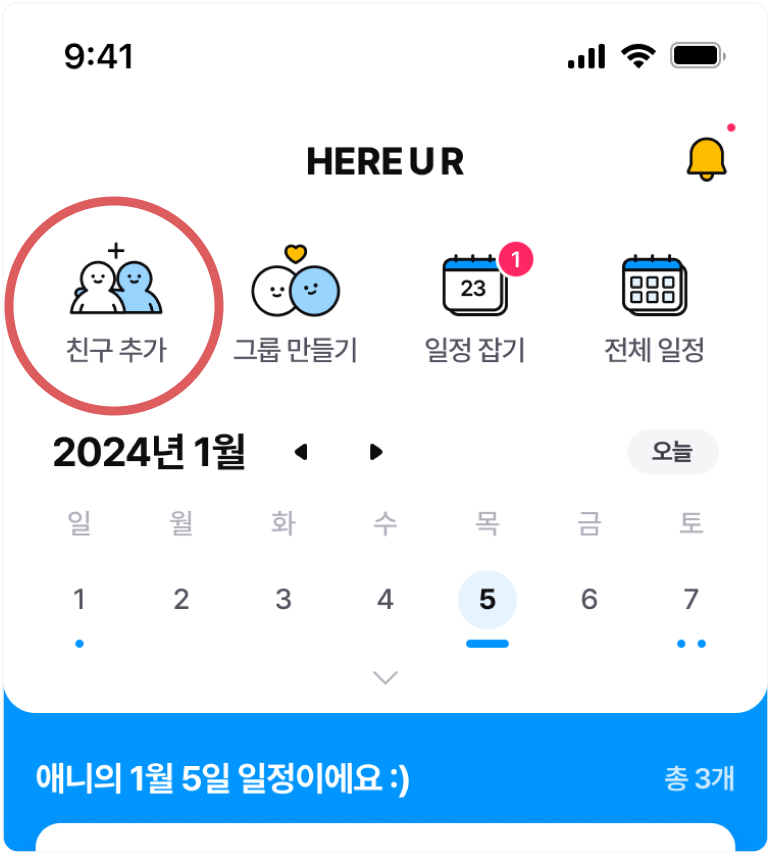 9:41
HERE U R
1
23
친구 추가 그룹 만들기 일정 잡기 전체 일정
2024년 1월 오늘
일 월 화 수 목 금 토
1 2 3 4 5 6 7
애니의 1월 5일 일정이에요 :) 총 3개